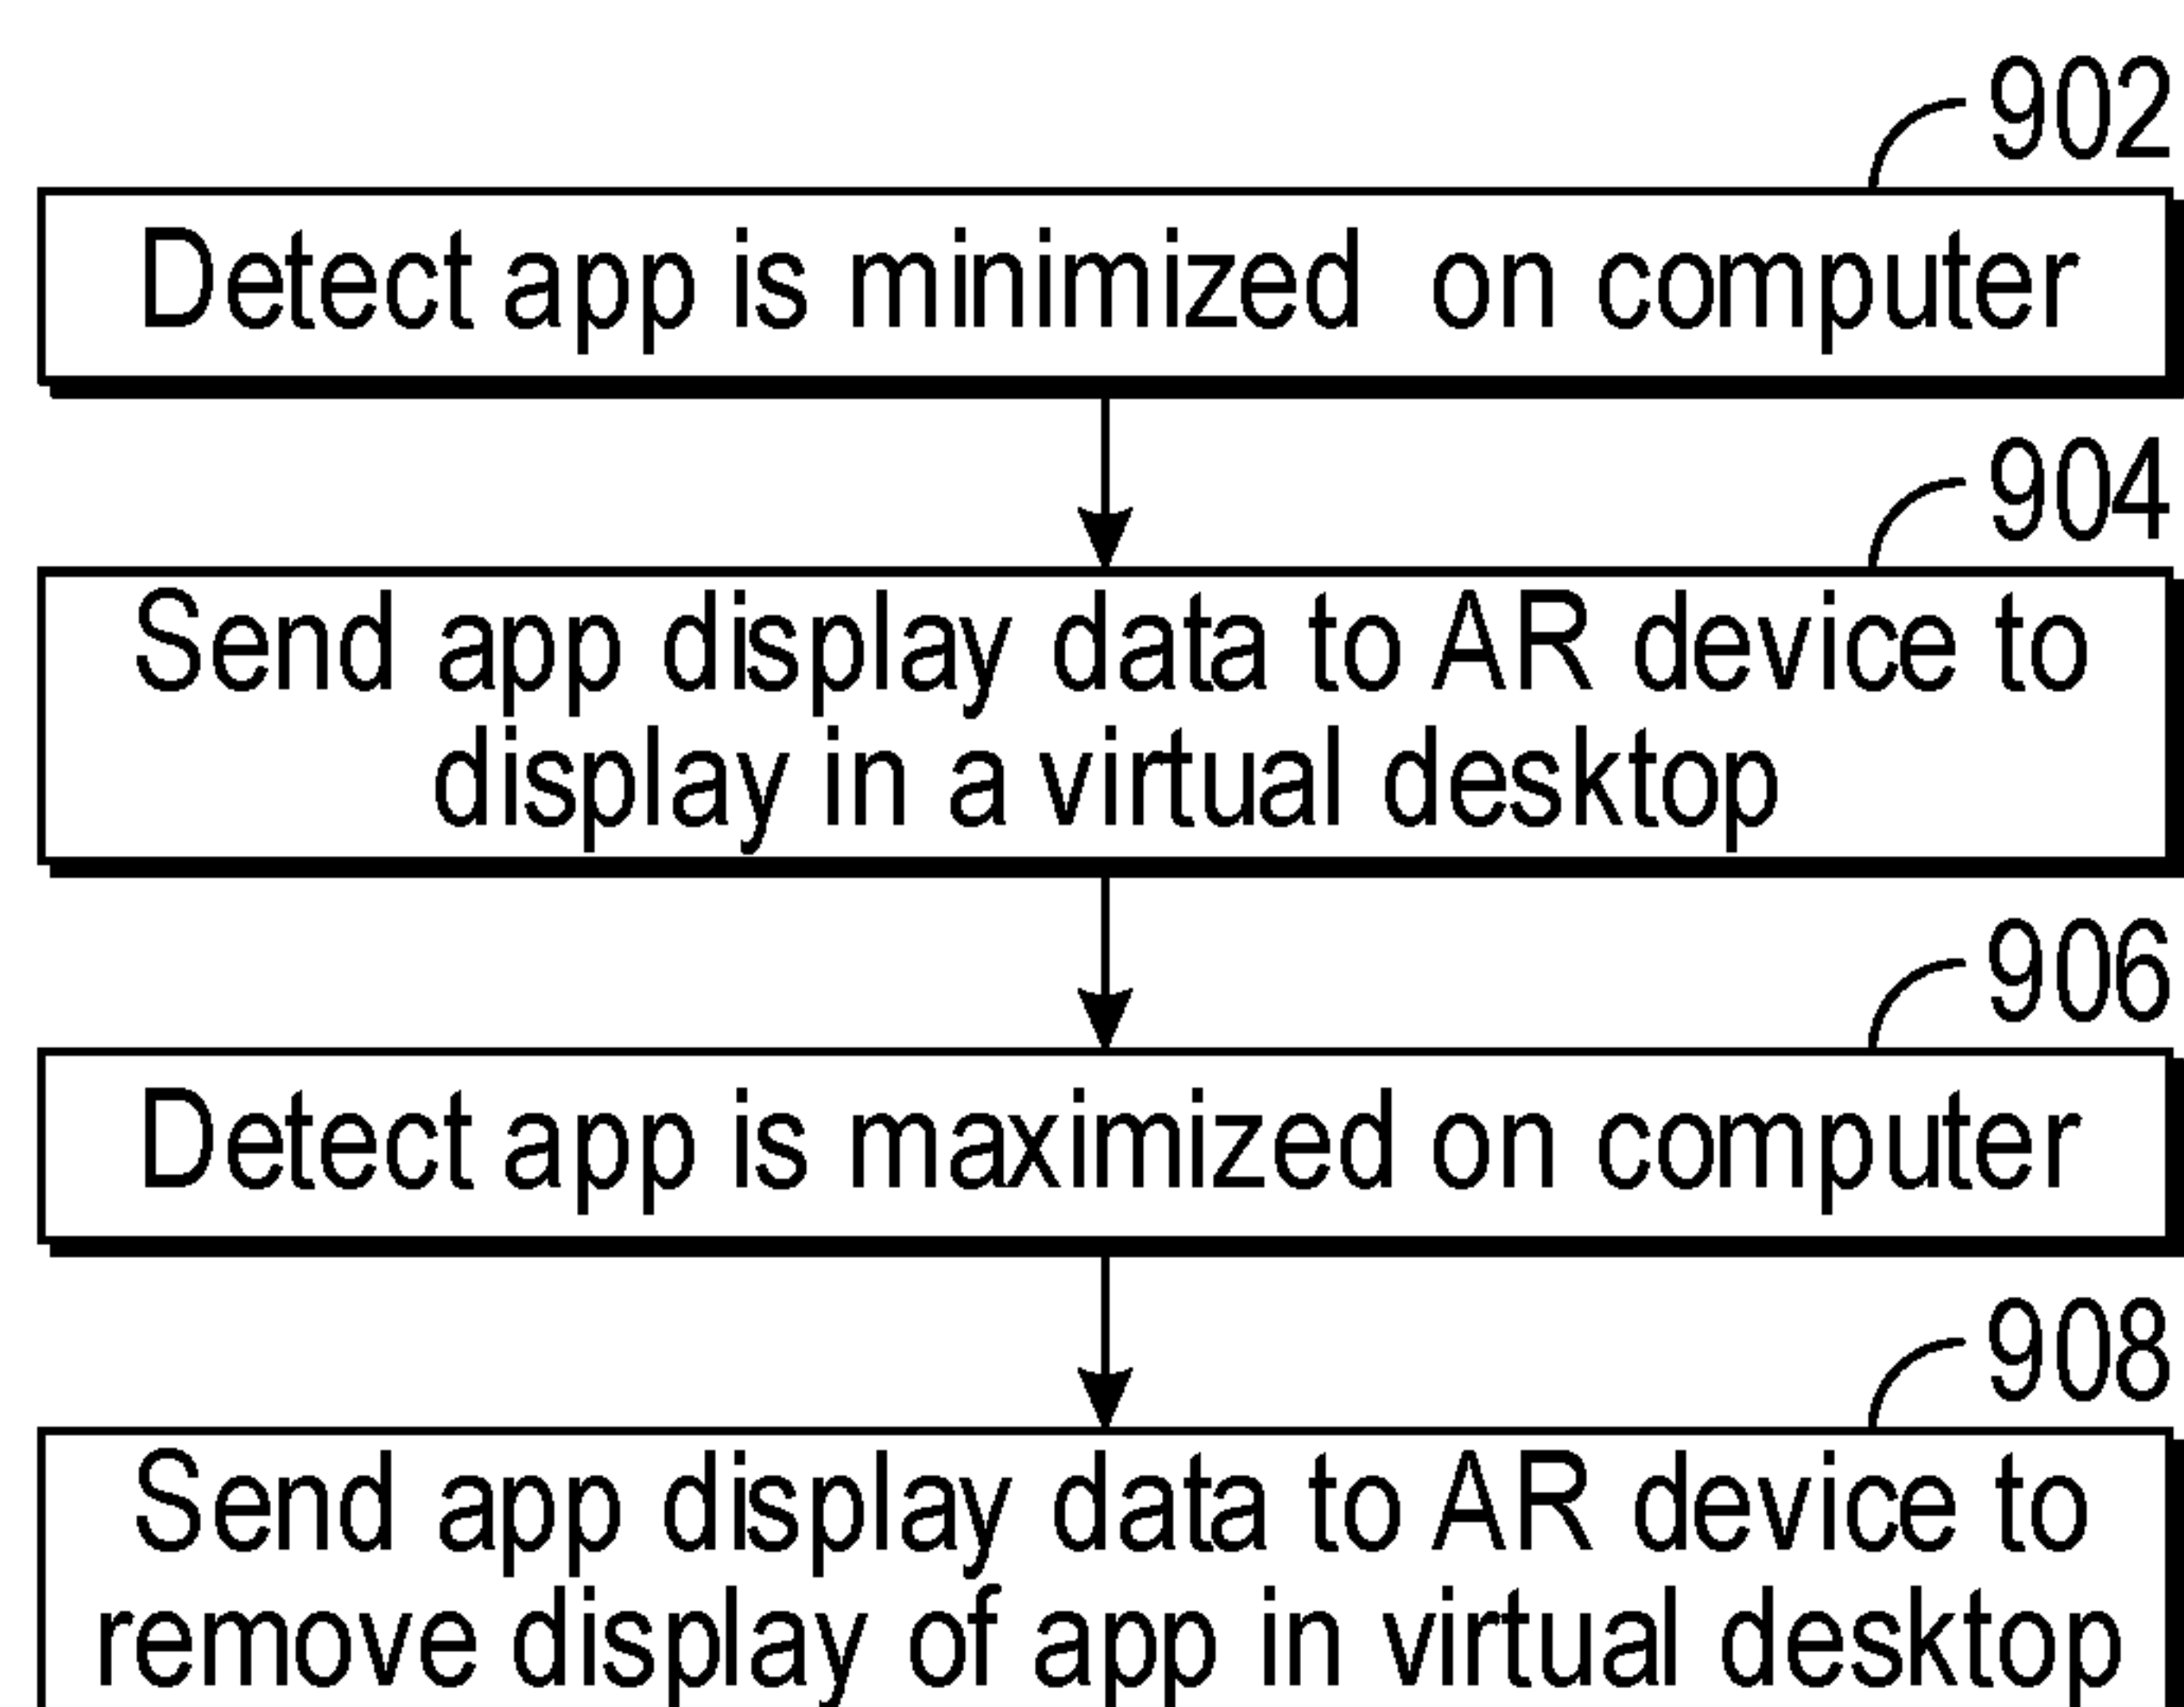 902
Detect app is minimized on computer
904
Send app display data to AR device to
display in a virtual desktop
906
Detect app is maximized on computer
908
Send app display data to AR device to
remove display of app in virtual desktop